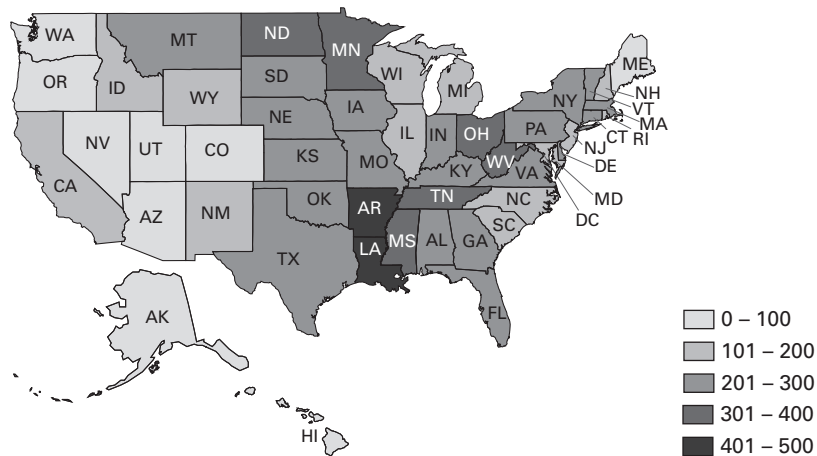 WA
MT
ND
MN
ME
OR
ID
SD
WI
MI
NY
NH
VT
MA
WY
NE
IA
IL
IN
OH
PA
NJ
CT
RI
NV
UT
CO
KS
MO
KY
WV
VA
DE
MD
DC
CA
AZ
NM
OK
AR
TN
NC
SC
TX
LA
MS
AL
GA
FL
AK
HI
0 – 100
101 – 200
201 – 300
301 – 400
401 – 500